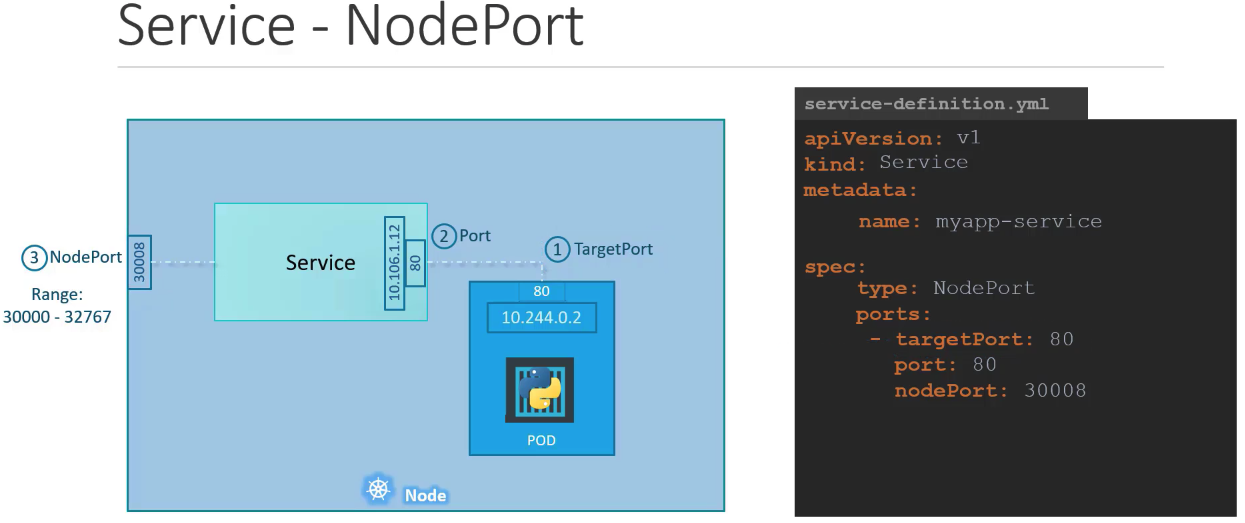 Service - NodePort
30008
3 NodePort
Range:
30000 - 32767
Service
10.106.1.12
80
2 Port
1 TargetPort
80
10.244.0.2
POD
Node
service-definition.yml
apiVersion: v1
kind: Service
metadata:
name: myapp-service
spec:
type: NodePort
ports:
- targetPort: 80
port: 80
nodePort: 30008